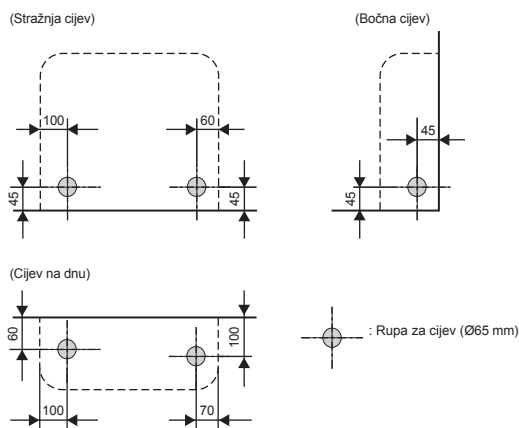 (Stražnja cijev)
(Bočna cijev)
100
60
45
45
45
45
(Cijev na dnu)
60
100
: Rupa za cijev (Ø65 mm)
100
70